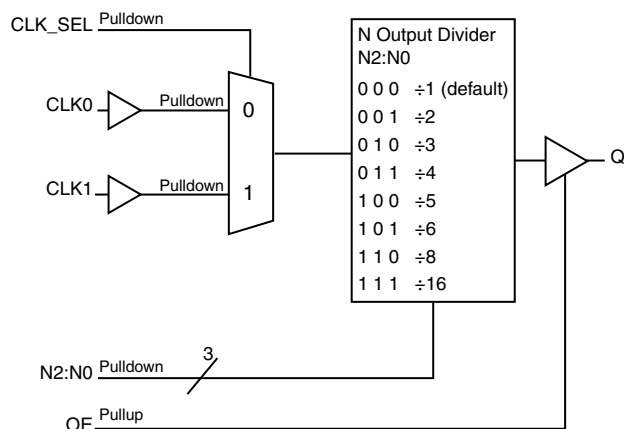 CLK_SEL Pulldown
CLK0 Pulldown 0
CLK1 Pulldown 1
N Output Divider
N2:N0
0 0 0 ÷1 (default)
0 0 1 ÷2
0 1 0 ÷3
0 1 1 ÷4
1 0 0 ÷5
1 0 1 ÷6
1 1 0 ÷8
1 1 1 ÷16
Q
N2:N0 Pulldown 3
OE Pullup